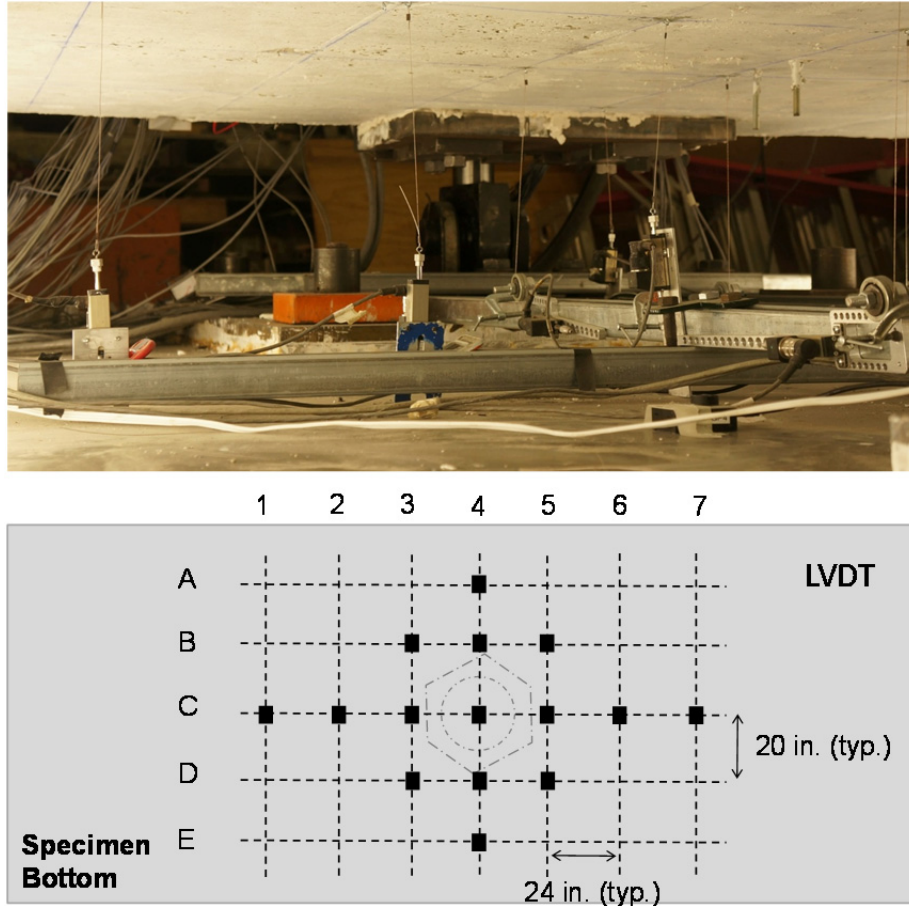 1 2 3 4 5 6 7
A
LVDT
B
C
20 in. (typ.)
D
E
Specimen
Bottom
24 in. (typ.)